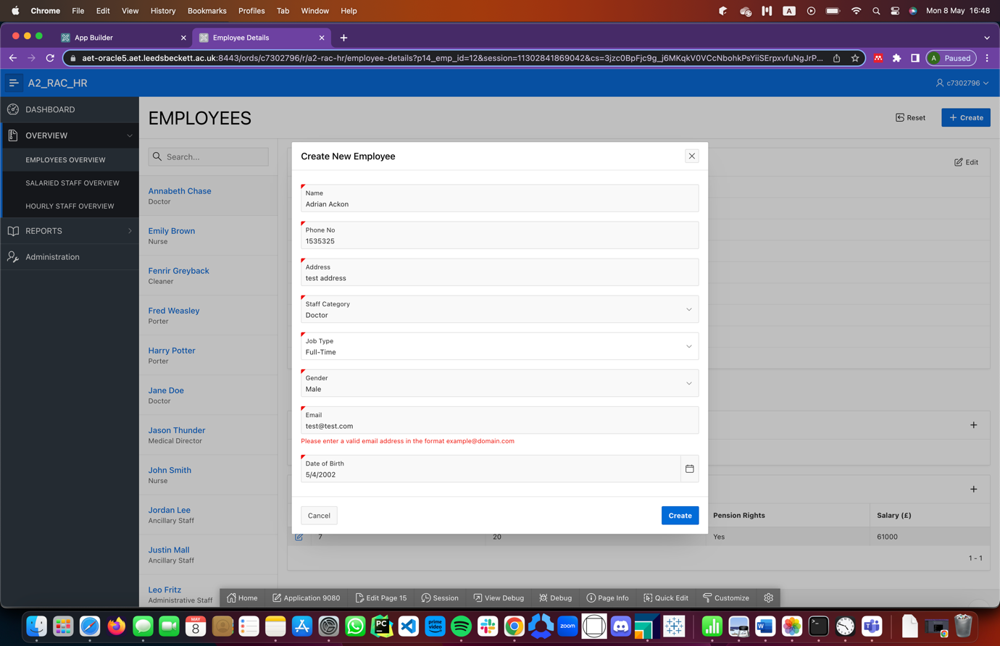 Chrome File Edit View History Bookmarks Profiles Tab Window Help A Mon 8 May 16:48
App Builder Employee Details
aet-oracle5.aet.leedsbeckett.ac.uk:8443/ords/c7302796/r/a2-rac-hr/employee-details?p14_emp_id=12&session=11302841869042&cs=3jzc0BpFjc9g_j6MKqkV0VCcNbohkPsYiiSErpxvfuNgJrP... A Paused
A2_RAC_HR c7302796
DASHBOARD
OVERVIEW
EMPLOYEES OVERVIEW
SALARIED STAFF OVERVIEW
HOURLY STAFF OVERVIEW
REPORTS
Administration
EMPLOYEES Reset + Create
Search...
Annabeth Chase
Doctor
Emily Brown
Nurse
Fenrir Greyback
Cleaner
Fred Weasley
Porter
Harry Potter
Porter
Jane Doe
Doctor
Jason Thunder
Medical Director
John Smith
Nurse
Jordan Lee
Ancillary Staff
Justin Mall
Ancillary Staff
Leo Fritz
Administrative Staff
Edit
Create New Employee
Name
Adrian Ackon
Phone No
1535325
Address
test address
Staff Category
Doctor
Job Type
Full-Time
Gender
Male
Email
test@test.com
Please enter a valid email address in the format example@domain.com
Date of Birth
5/4/2002
Cancel Create
Pension Rights Salary (£)
7 20 Yes 61000
1 - 1
Home Application 9080 Edit Page 15 Session View Debug Debug Page Info Quick Edit Customize
MAY
8
PC
prime
video
zoom
W